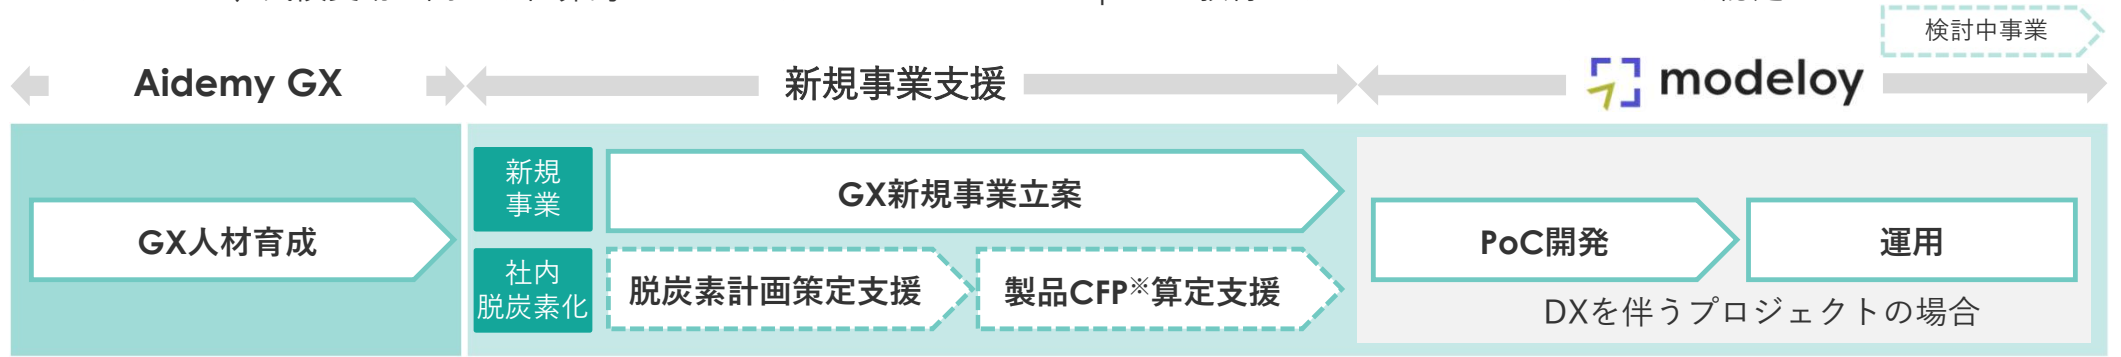 検討中事業
Aidemy GX
新規事業支援
modeloy
新規
事業
GX新規事業立案
GX人材育成
PoC開発
運用
社内
脱炭素化
脱炭素計画策定支援
製品CFP※算定支援
DXを伴うプロジェクトの場合